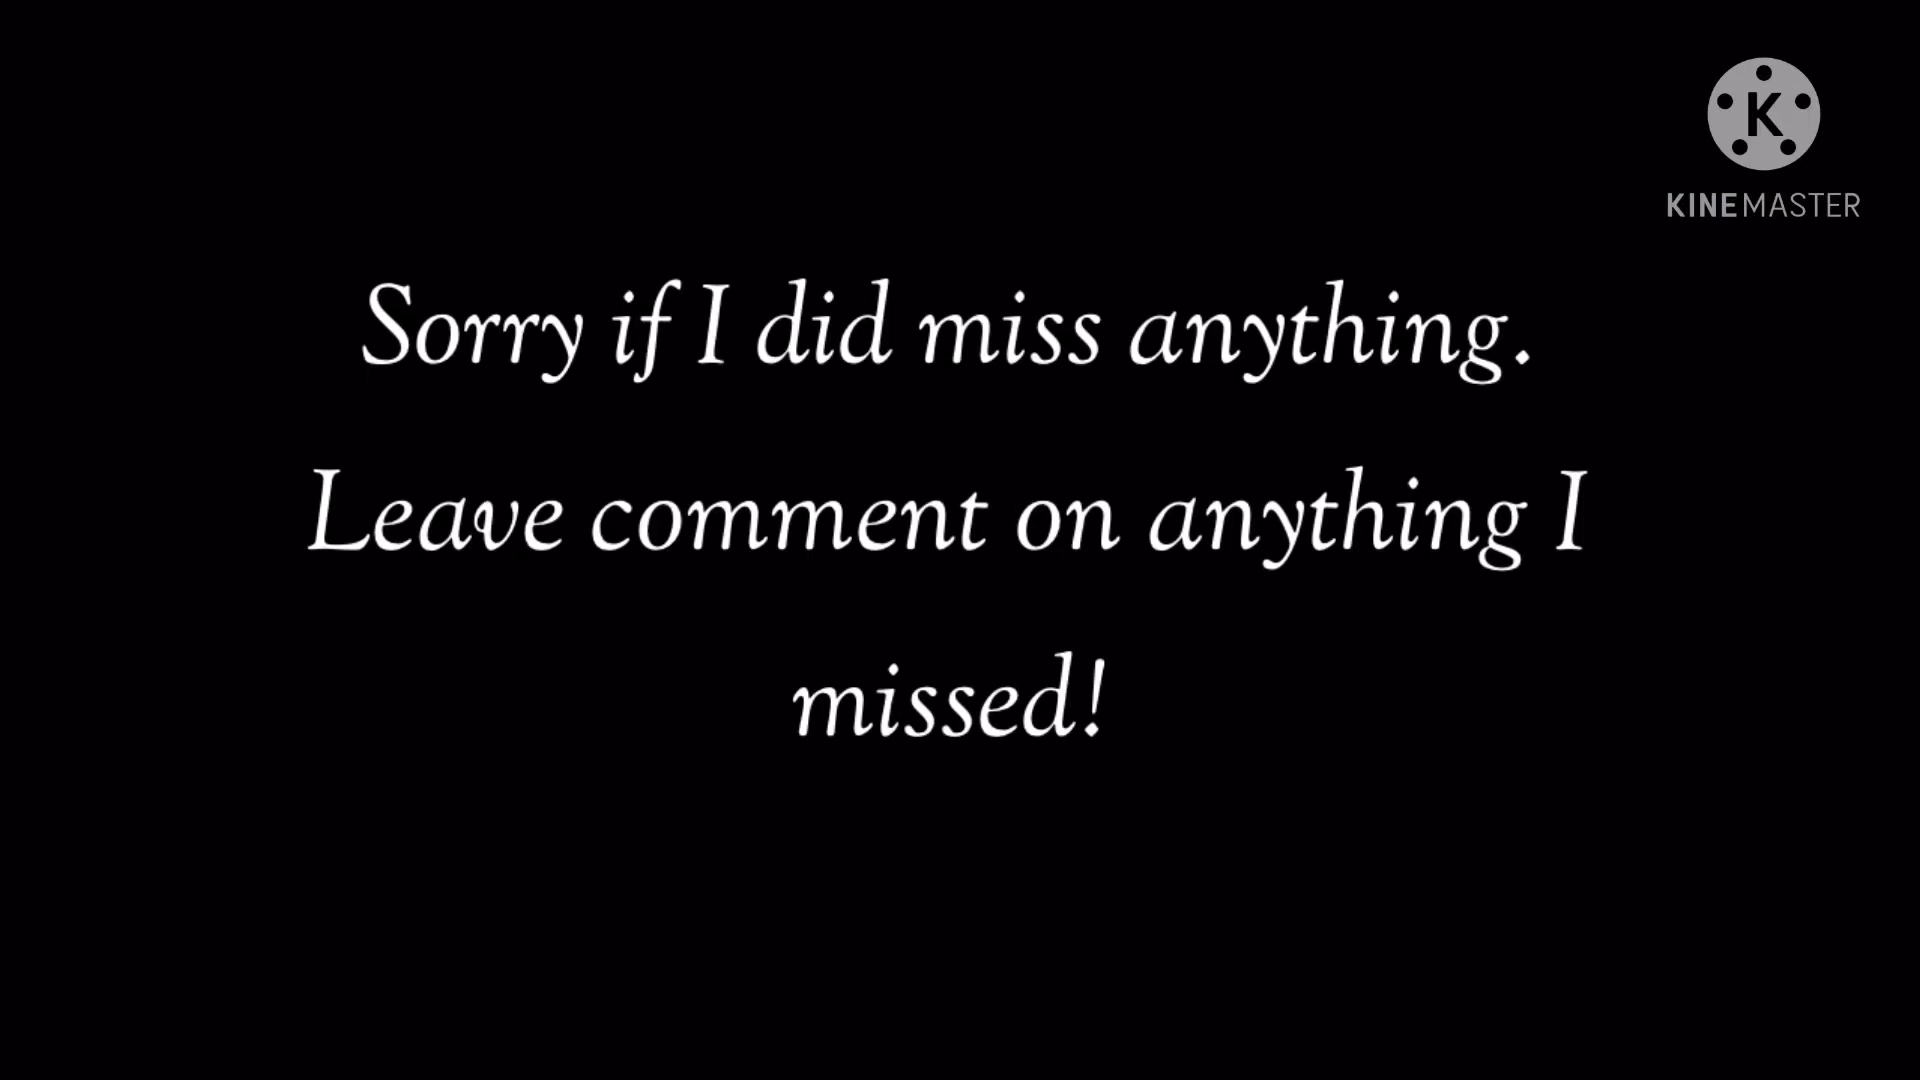 K
KINEMASTER
Sorry if I did miss anything.
Leave comment on anything I
missed!